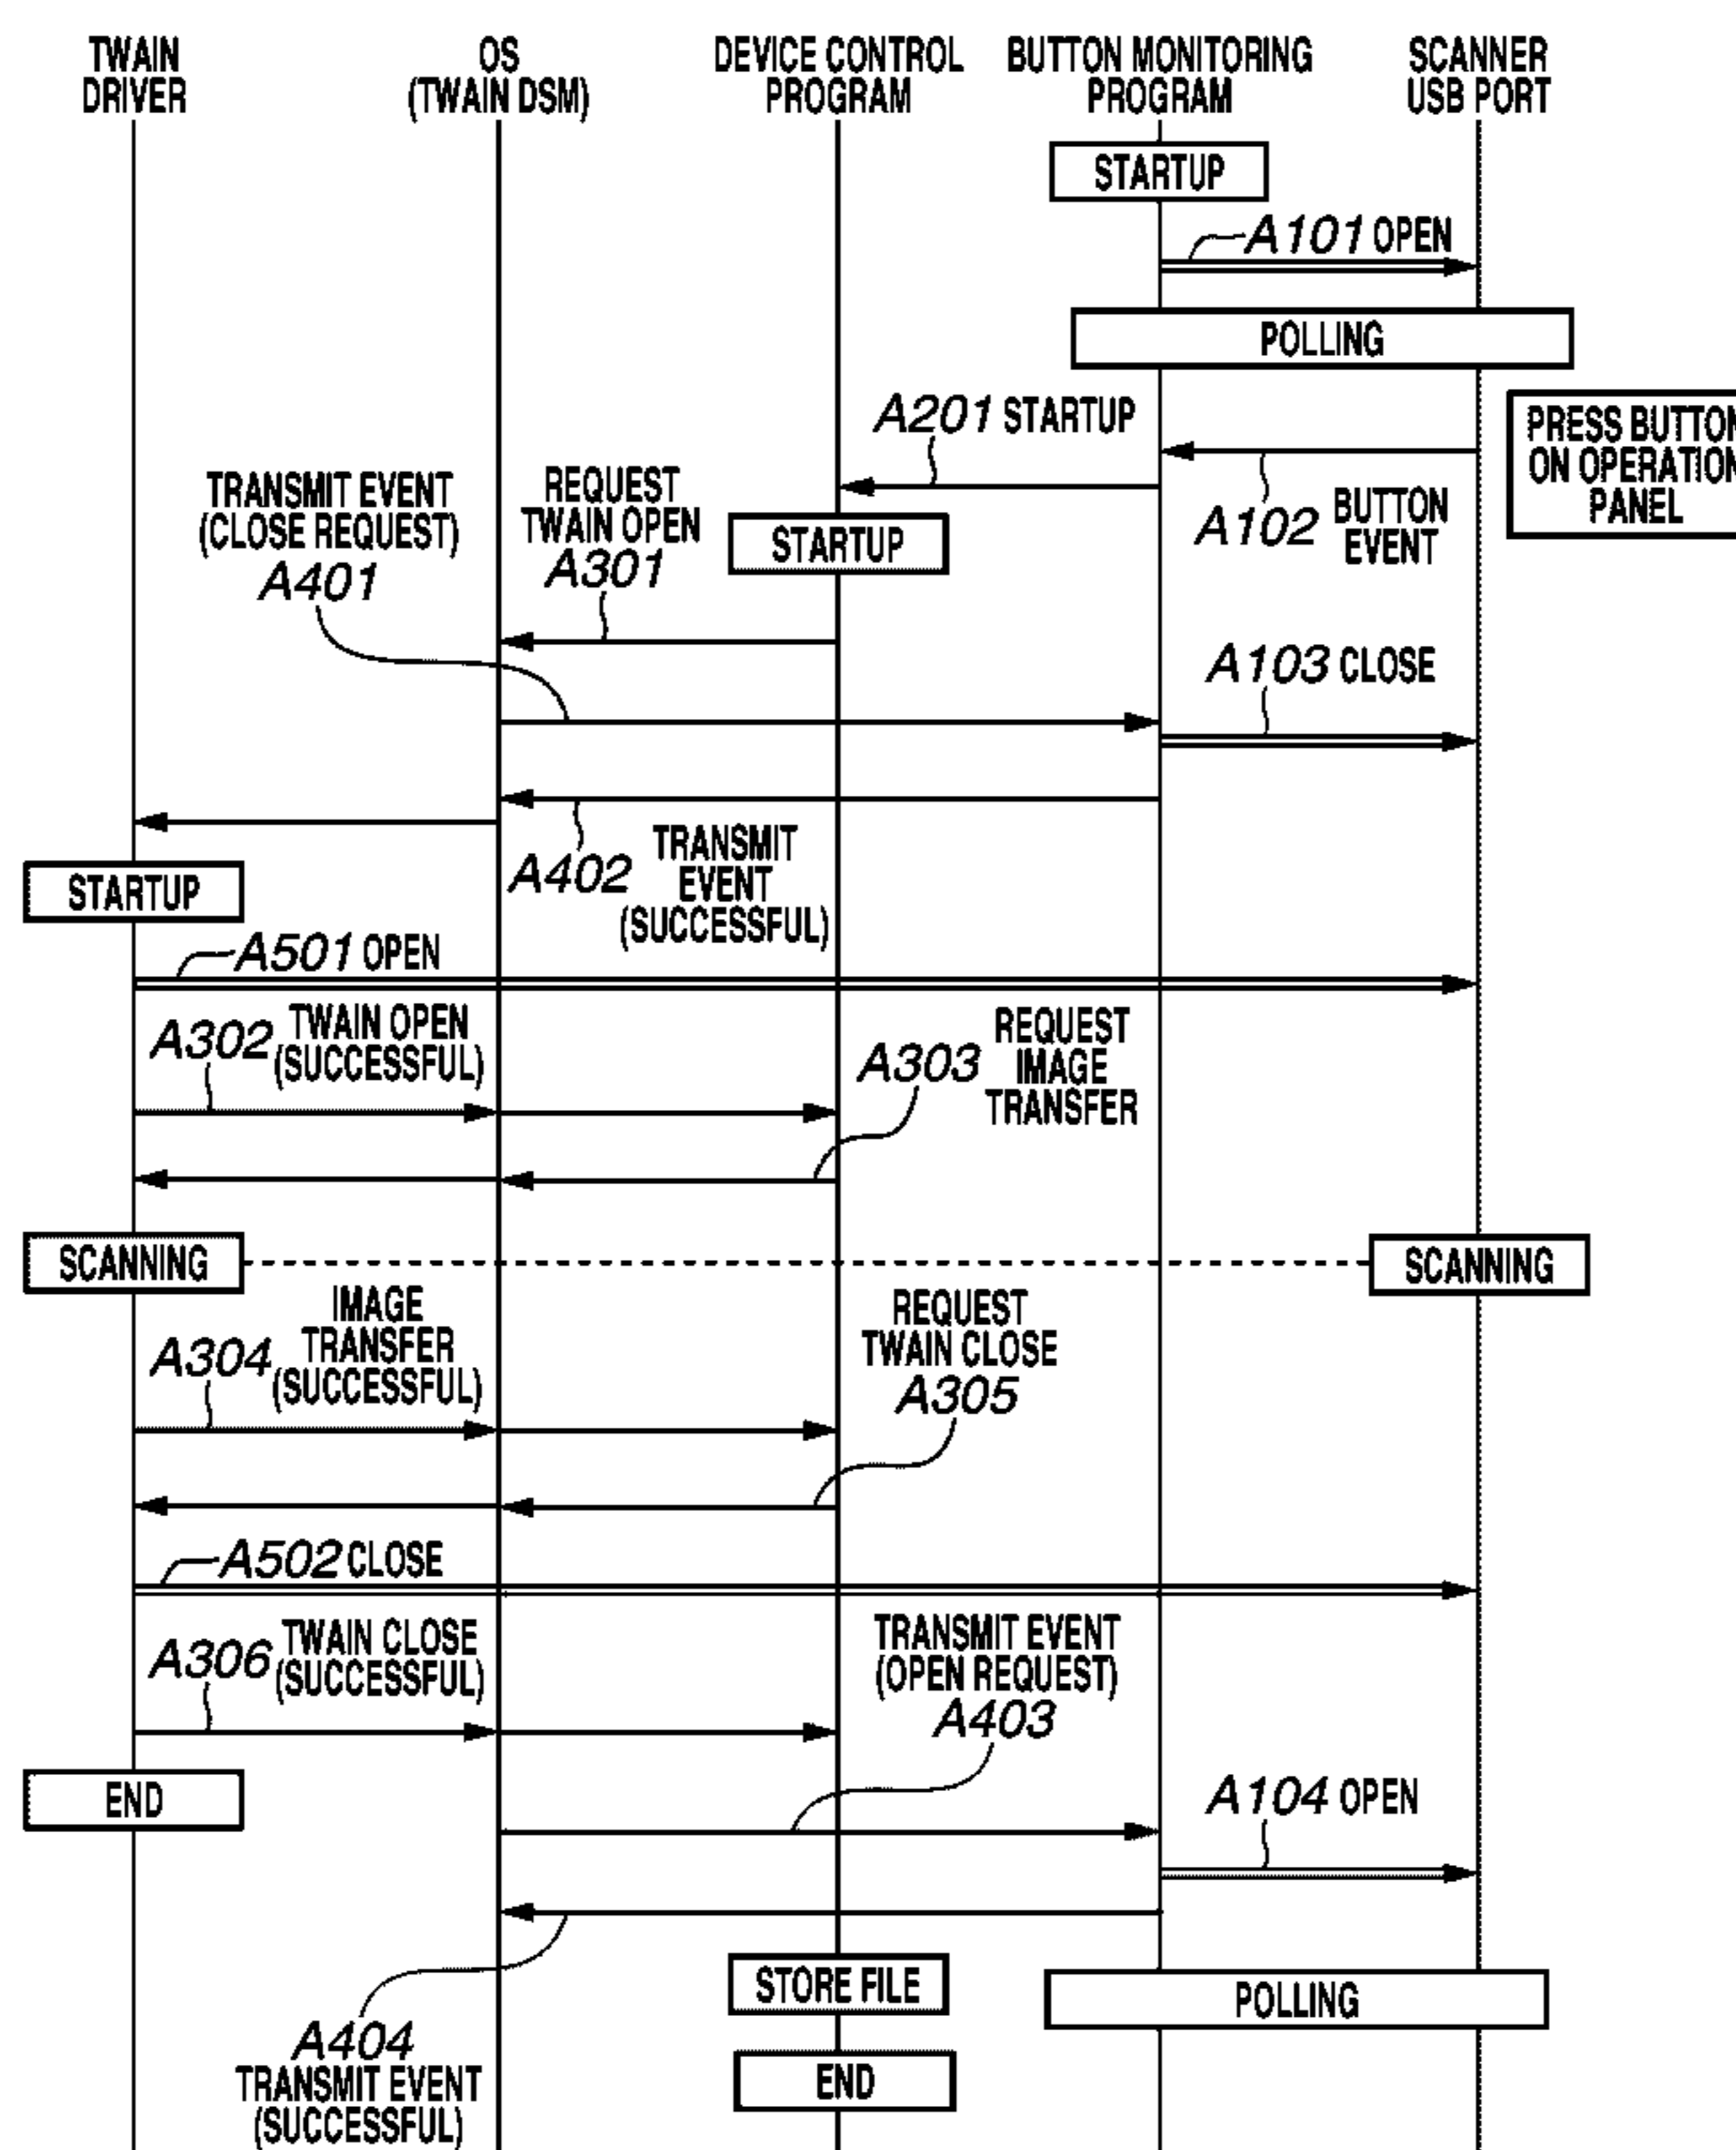 TWAIN
DRIVER
OS
(TWAIN DSM)
DEVICE CONTROL
PROGRAM
BUTTON MONITORING
PROGRAM
SCANNER
USB PORT
STARTUP
A101 OPEN
POLLING
A201 STARTUP
PRESS BUTTON
ON OPERATION
PANEL
TRANSMIT EVENT
(CLOSE REQUEST)
A401
REQUEST
TWAIN OPEN
A301
STARTUP
A102 BUTTON
EVENT
A103 CLOSE
A402 TRANSMIT
EVENT
(SUCCESSFUL)
STARTUP
A501 OPEN
A302 TWAIN OPEN
(SUCCESSFUL)
A303 REQUEST
IMAGE
TRANSFER
SCANNING
SCANNING
A304 IMAGE
TRANSFER
(SUCCESSFUL)
REQUEST
TWAIN CLOSE
A305
A502 CLOSE
A306 TWAIN CLOSE
(SUCCESSFUL)
TRANSMIT EVENT
(OPEN REQUEST)
A403
END
A104 OPEN
STORE FILE
POLLING
A404
TRANSMIT EVENT
(SUCCESSFUL)
END